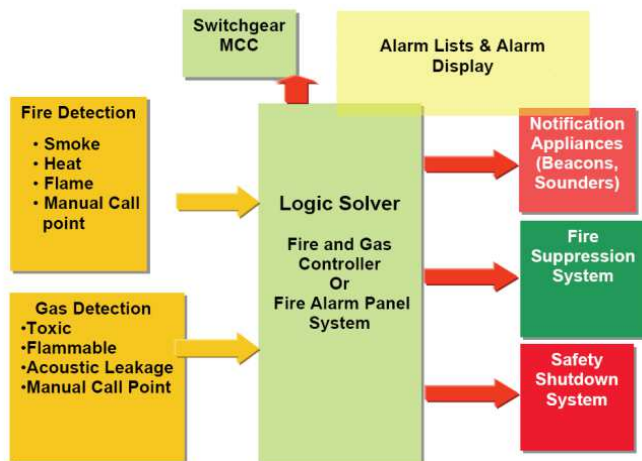 Switchgear
MCC
Alarm Lists & Alarm
Display
Fire Detection
• Smoke
• Heat
• Flame
• Manual Call
point
Gas Detection
•Toxic
•Flammable
•Acoustic Leakage
•Manual Call Point
Logic Solver
Fire and Gas
Controller
Or
Fire Alarm Panel
System
Notification
Appliances
(Beacons,
Sounders)
Fire
Suppression
System
Safety
Shutdown
System